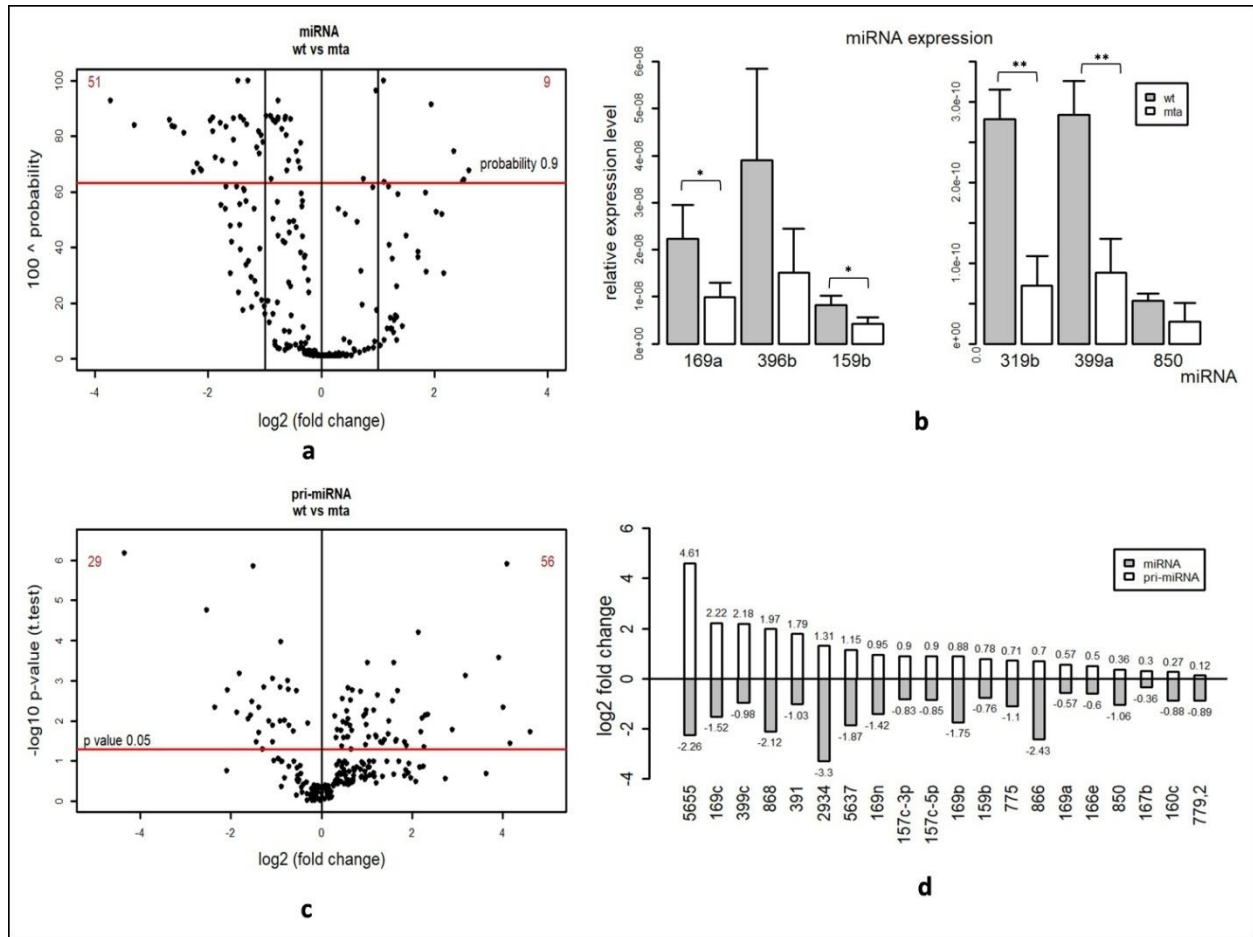 miRNA
wt vs mta
51
9
probability 0.9
100 ^ probability
0 20 40 60 80 100
-4 -2 0 2 4
log2 (fold change)
a
miRNA expression
relative expression level
0e+00 1e-08 2e-08 3e-08 4e-08 5e-08 6e-08
* *
169a 396b 159b
0.0 e+00 1.0e-10 2.0e-10 3.0e-10
** **
wt
mta
319b 399a 850
miRNA
b
pri-miRNA
wt vs mta
29
56
p value 0.05
-log10 p-value (t.test)
0 1 2 3 4 5 6
-4 -2 0 2 4
log2 (fold change)
c
log2 fold change
-4 -2 0 2 4 6
miRNA
pri-miRNA
4.61 2.22 2.18 1.97 1.79 1.31 1.15 0.95 0.9 0.9 0.88 0.78 0.71 0.7 0.57 0.5 0.36 0.3 0.27 0.12
-2.26 -1.52 -0.98 -2.12 -1.03 -3.3 -1.87 -1.42 -0.83 -0.85 -1.75 -0.76 -1.1 -2.43 -0.57 -0.6 -1.06 -0.36 -0.88 -0.89
5655 169c 399c 868 391 2934 5637 169n 157c-3p 157c-5p 169b 159b 775 866 169a 166e 850 167b 160c 779.2
d